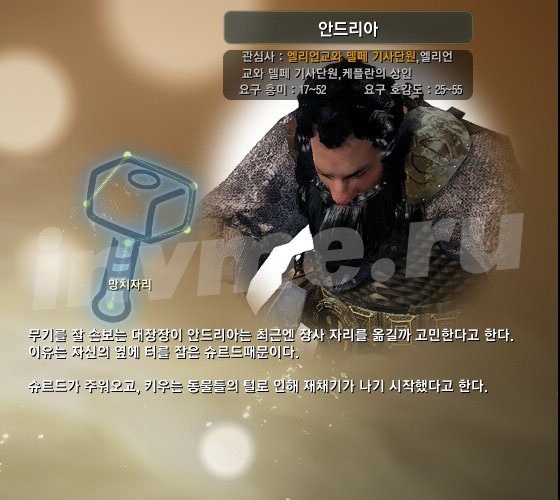 안드리아
관심사 : 엘리언교와 델페 기사단원,엘리언
교와 델페 기사단원,케플란의 상인
요구 흥미 : 17~52 요구 호감도 : 25~55
invme.ru
망치자리
무기를 잘 손보는 대장장이 안드리아는 최근엔 장사 자리를 옮길까 고민한다고 한다.
이유는 자신의 옆에 터를 잡은 슈르드때문이다.
슈르드가 주워오고, 키우는 동물들의 털로 인해 재채기가 나기 시작했다고 한다.